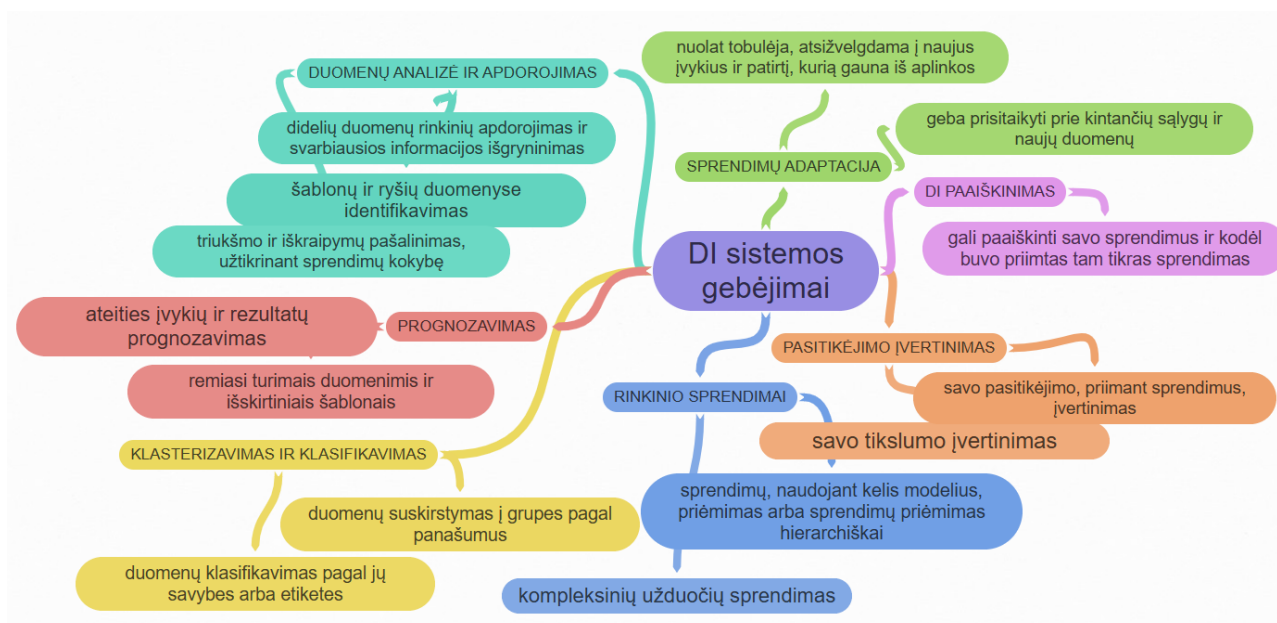 DI sistemos
gebėjimai
DUOMENŲ ANALIZĖ IR APDOROJIMAS
didelių duomenų rinkinių apdorojimas ir
svarbiausios informacijos išgryninimas
šablonų ir ryšių duomenyse
identifikavimas
triukšmo ir iškraipymų pašalinimas,
užtikrinant sprendimų kokybę
PROGNOZAVIMAS
ateities įvykių ir rezultatų
prognozavimas
remiasi turimais duomenimis ir
išskirtiniais šablonais
KLASTERIZAVIMAS IR KLASIFIKAVIMAS
duomenų suskirstymas į grupes pagal
panašumus
duomenų klasifikavimas pagal jų
savybes arba etiketes
nuolat tobulėja, atsižvelgdama į naujus
įvykius ir patirtį, kurią gauna iš aplinkos
geba prisitaikyti prie kintančių sąlygų ir
naujų duomenų
SPRENDIMŲ ADAPTACIJA
DI PAAIŠKINIMAS
gali paaiškinti savo sprendimus ir kodėl
buvo priimtas tam tikras sprendimas
PASITIKĖJIMO ĮVERTINIMAS
savo pasitikėjimo, priimant sprendimus,
įvertinimas
savo tikslumo įvertinimas
RINKINIO SPRENDIMAI
sprendimų, naudojant kelis modelius,
priėmimas arba sprendimų priėmimas
hierarchiškai
kompleksinių užduočių sprendimas